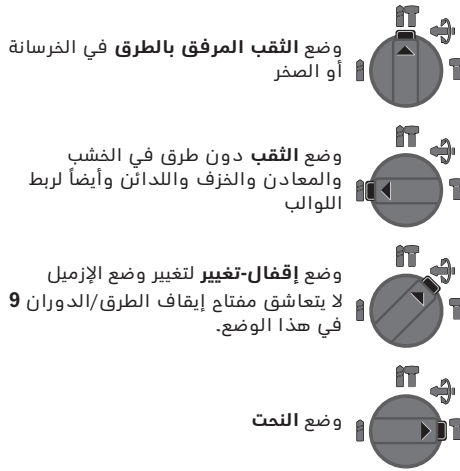 وضع الثقب المرفق بالطرق في الخرسانة
أو الصخر
وضع الثقب دون طرق في الخشب
والمعادن والخزف واللدائن وأيضاً لربط
اللوالب
وضع إقفال-تغيير لتغيير وضع الإزميل
لا يتعاشق مفتاح إيقاف الطرق/الدوران 9
في هذا الوضع.
وضع النحت